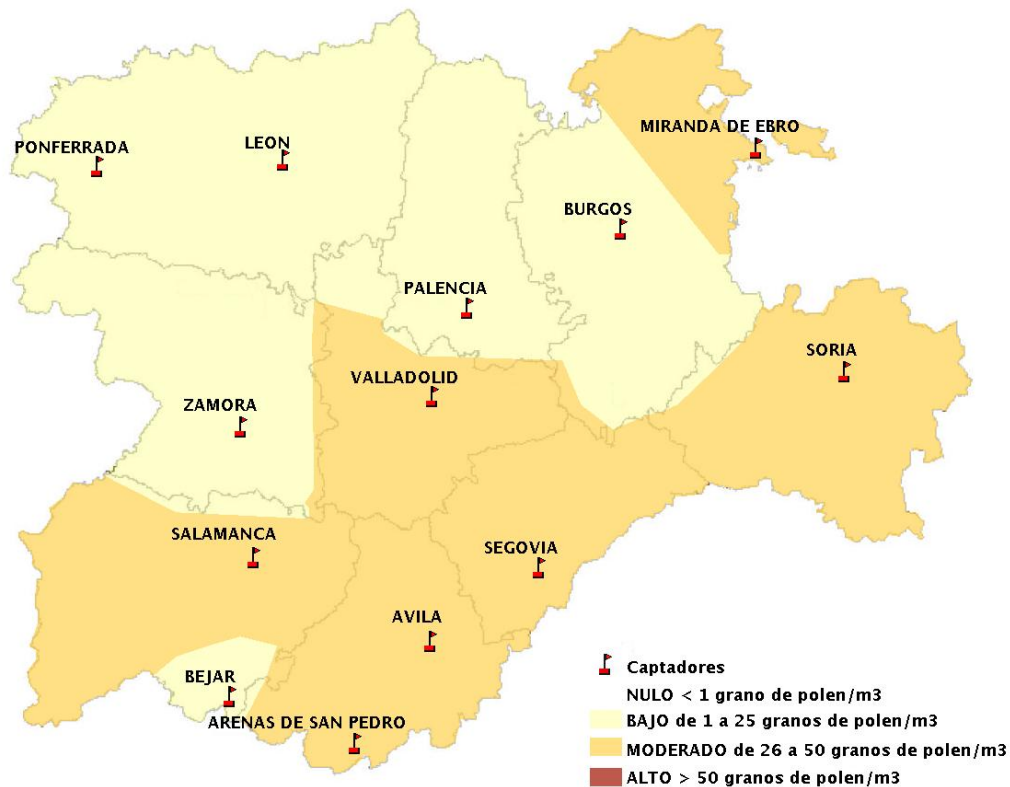 MIRANDA DE EBRO
PONFERRADA
LEON
BURGOS
PALENCIA
SORIA
VALLADOLID
ZAMORA
SALAMANCA
SEGOVIA
AVILA
BEJAR
ARENAS DE SAN PEDRO
Captadores
NULO < 1 grano de polen/m3
BAJO de 1 a 25 granos de polen/m3
MODERADO de 26 a 50 granos de polen/m3
ALTO > 50 granos de polen/m3